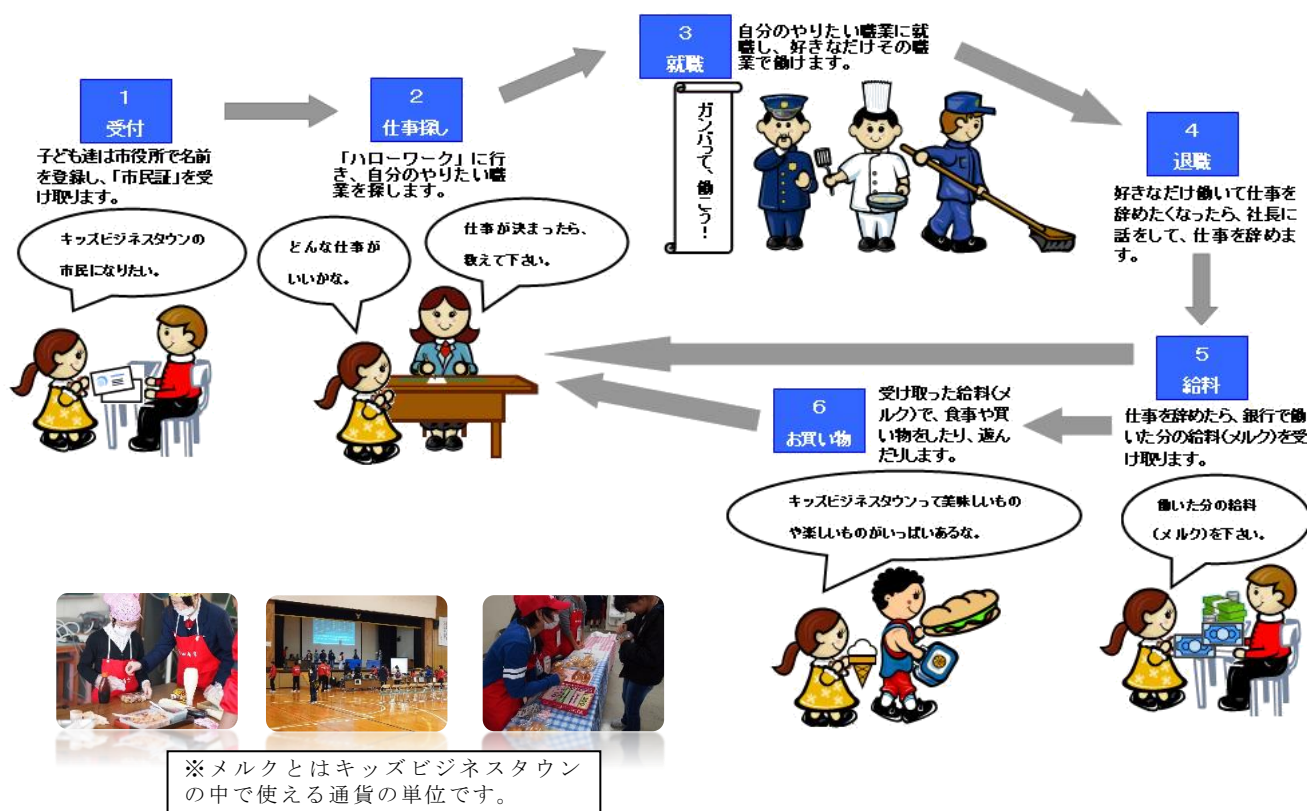 1
受付
子ども達は市役所で名前
を登録し、「市民証」を受
け取ります。
キッズビジネスタウンの
市民になりたい。
2
仕事探し
「ハローワーク」に行
き、自分のやりたい職
業を探します。
どんな仕事が
いいかな。
仕事が決まったら、
教えて下さい。
3
就職
自分のやりたい職業に就
職し、好きなだけその職
業で働けます。
ガンバって、働こう!
4
退職
好きなだけ働いて仕事を
辞めたくなったら、社長に
話をして、仕事を辞めま
す。
5
給料
仕事を辞めたら、銀行で働
いた分の給料(メルク)を受
け取ります。
働いた分の給料
(メルク)を下さい。
6
お買い物
受け取った給料(メ
ルク)で、食事や買
い物をしたり、遊ん
だりします。
キッズビジネスタウンって美味しいもの
や楽しいものがいっぱいあるな。
※メルクとはキッズビジネスタウン
の中で使える通貨の単位です。